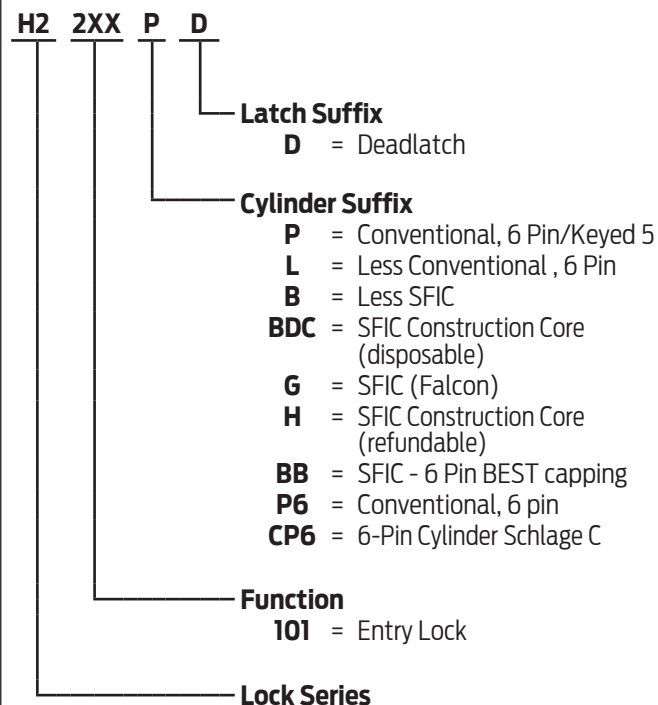 H2 2XX P D
Latch Suffix
D = Deadlatch
Cylinder Suffix
P = Conventional, 6 Pin/Keyed 5
L = Less Conventional , 6 Pin
B = Less SFIC
BDC = SFIC Construction Core
(disposable)
G = SFIC (Falcon)
H = SFIC Construction Core
(refundable)
BB = SFIC - 6 Pin BEST capping
P6 = Conventional, 6 pin
CP6 = 6-Pin Cylinder Schlage C
Function
101 = Entry Lock
Lock Series